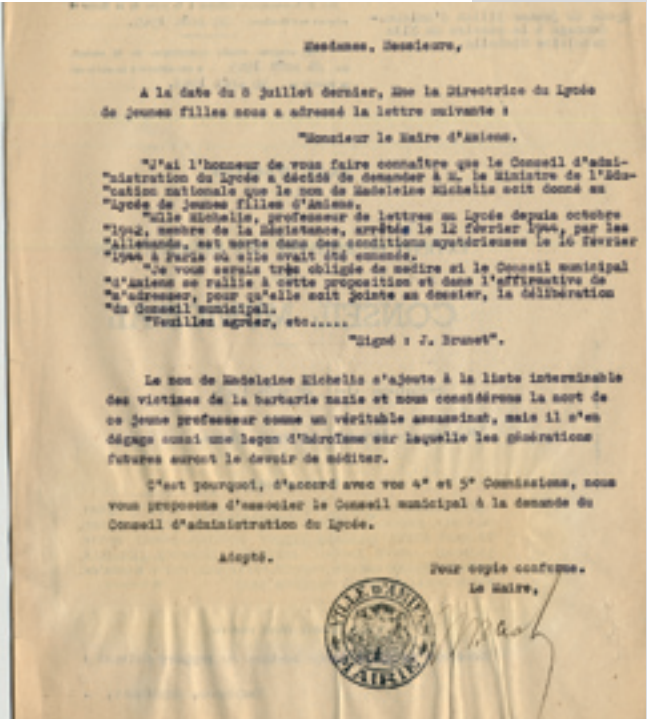 Mesdames, Messieurs,
A la date du 8 juillet dernier, Mme la Directrice du Lycée
de jeunes filles nous a adressé la lettre suivante :
"Monsieur le Maire d'Amiens.
"J'ai l'honneur de vous faire connaître que le Conseil d'admi-
"nistration du Lycée a décidé de demander à M. le Ministre de l'Edu-
"cation nationale que le nom de Madeleine Michelis soit donné au
"Lycée de jeunes filles d'Amiens.
"Mlle Michelis, professeur de lettres au Lycée depuis octobre
"1942, membre de la Résistance, arrêtée le 12 février 1944, par les
"Allemands, est morte dans des conditions mystérieuses le 16 février
"1944 à Paris où elle avait été emmenée.
"Je vous serais très obligée de me dire si le Conseil municipal
"d'Amiens se rallie à cette proposition et dans l'affirmative de
"m'adresser, pour qu'elle soit jointe au dossier, la délibération
"du Conseil municipal.
"Veuillez agréer, etc.....
"Signé : J. Brunet".
Le nom de Madeleine Michelis s'ajoute à la liste interminable
des victimes de la barbarie nazie et nous considérons la mort de
ce jeune professeur comme un véritable assassinat, mais il s'en
dégage aussi une leçon d'héroïsme sur laquelle les générations
futures auront le devoir de méditer.
C'est pourquoi, d'accord avec vos 4° et 5° Commissions, nous
vous proposons d'associer le Conseil municipal à la demande du
Conseil d'administration du Lycée.
Adopté.
Pour copie conforme.
Le Maire,
VILLE D'AMIENS
MAIRIE